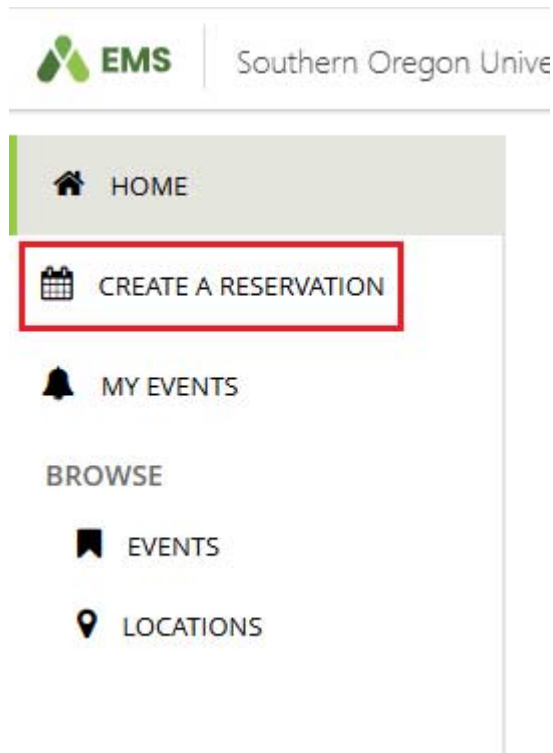 EMS Southern Oregon Unive
HOME
CREATE A RESERVATION
MY EVENTS
BROWSE
EVENTS
LOCATIONS